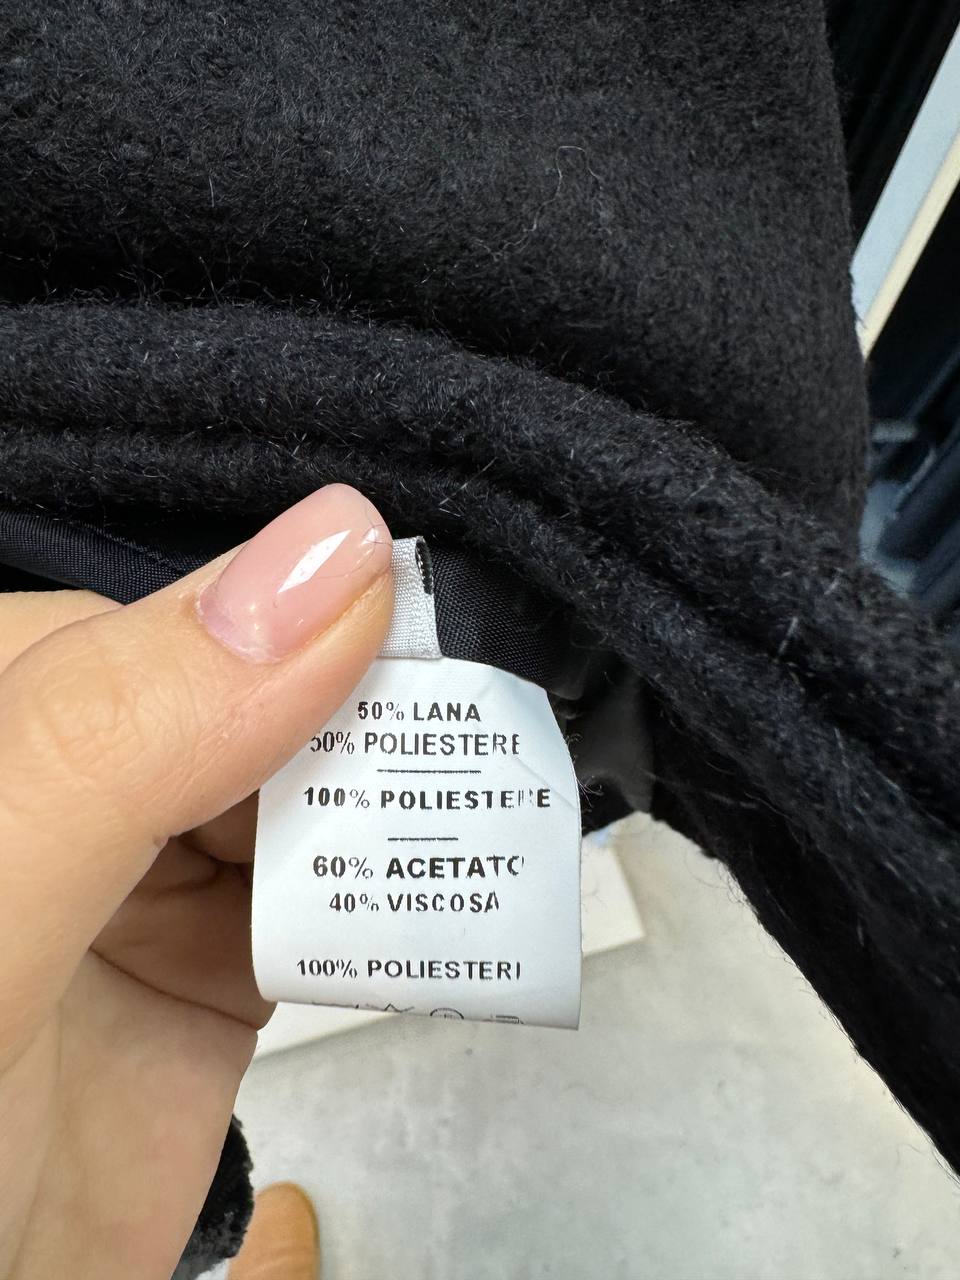 50% LANA
50% POLIESTERE
100% POLIESTERE
60% ACETATO
40% VISCOSA
100% POLIESTERI